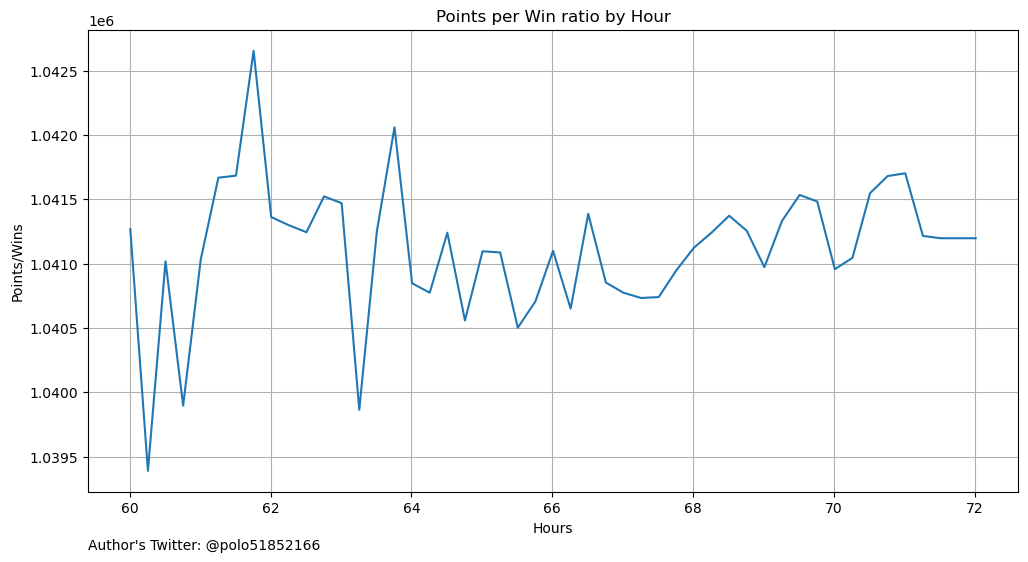 Points per Win ratio by Hour
1e6
1.0425
1.0420
1.0415
1.0410
1.0405
1.0400
1.0395
Points/Wins
60 62 64 66 68 70 72
Hours
Author's Twitter: @polo51852166